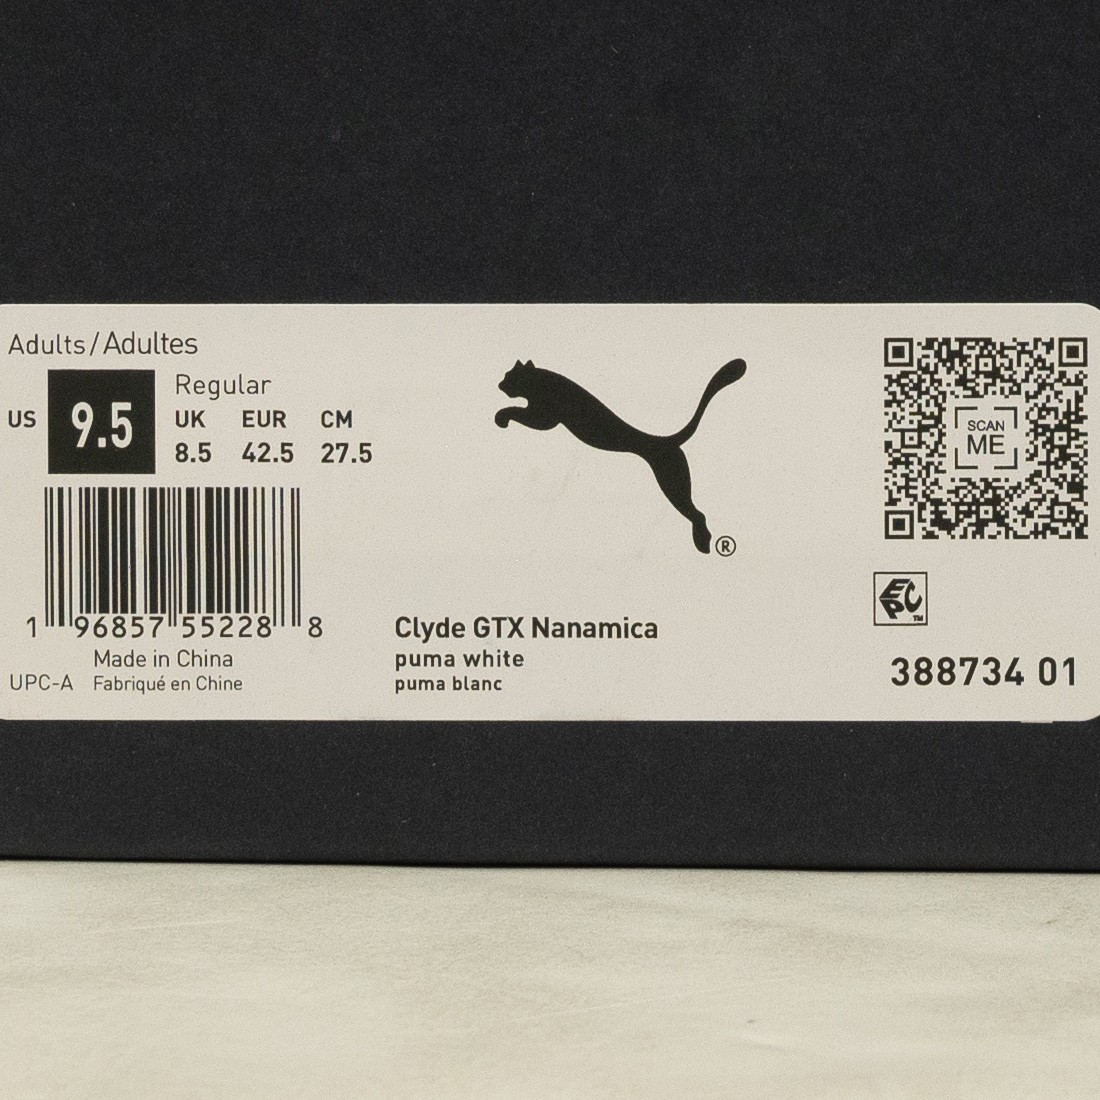 Adults/Adultes
US 9.5
Regular
UK EUR CM
8.5 42.5 27.5
1 96857 55228 8
Made in China
UPC-A Fabriqué en Chine
®
Clyde GTX Nanamica
puma white
puma blanc
SCAN
ME
EPC™
388734 01